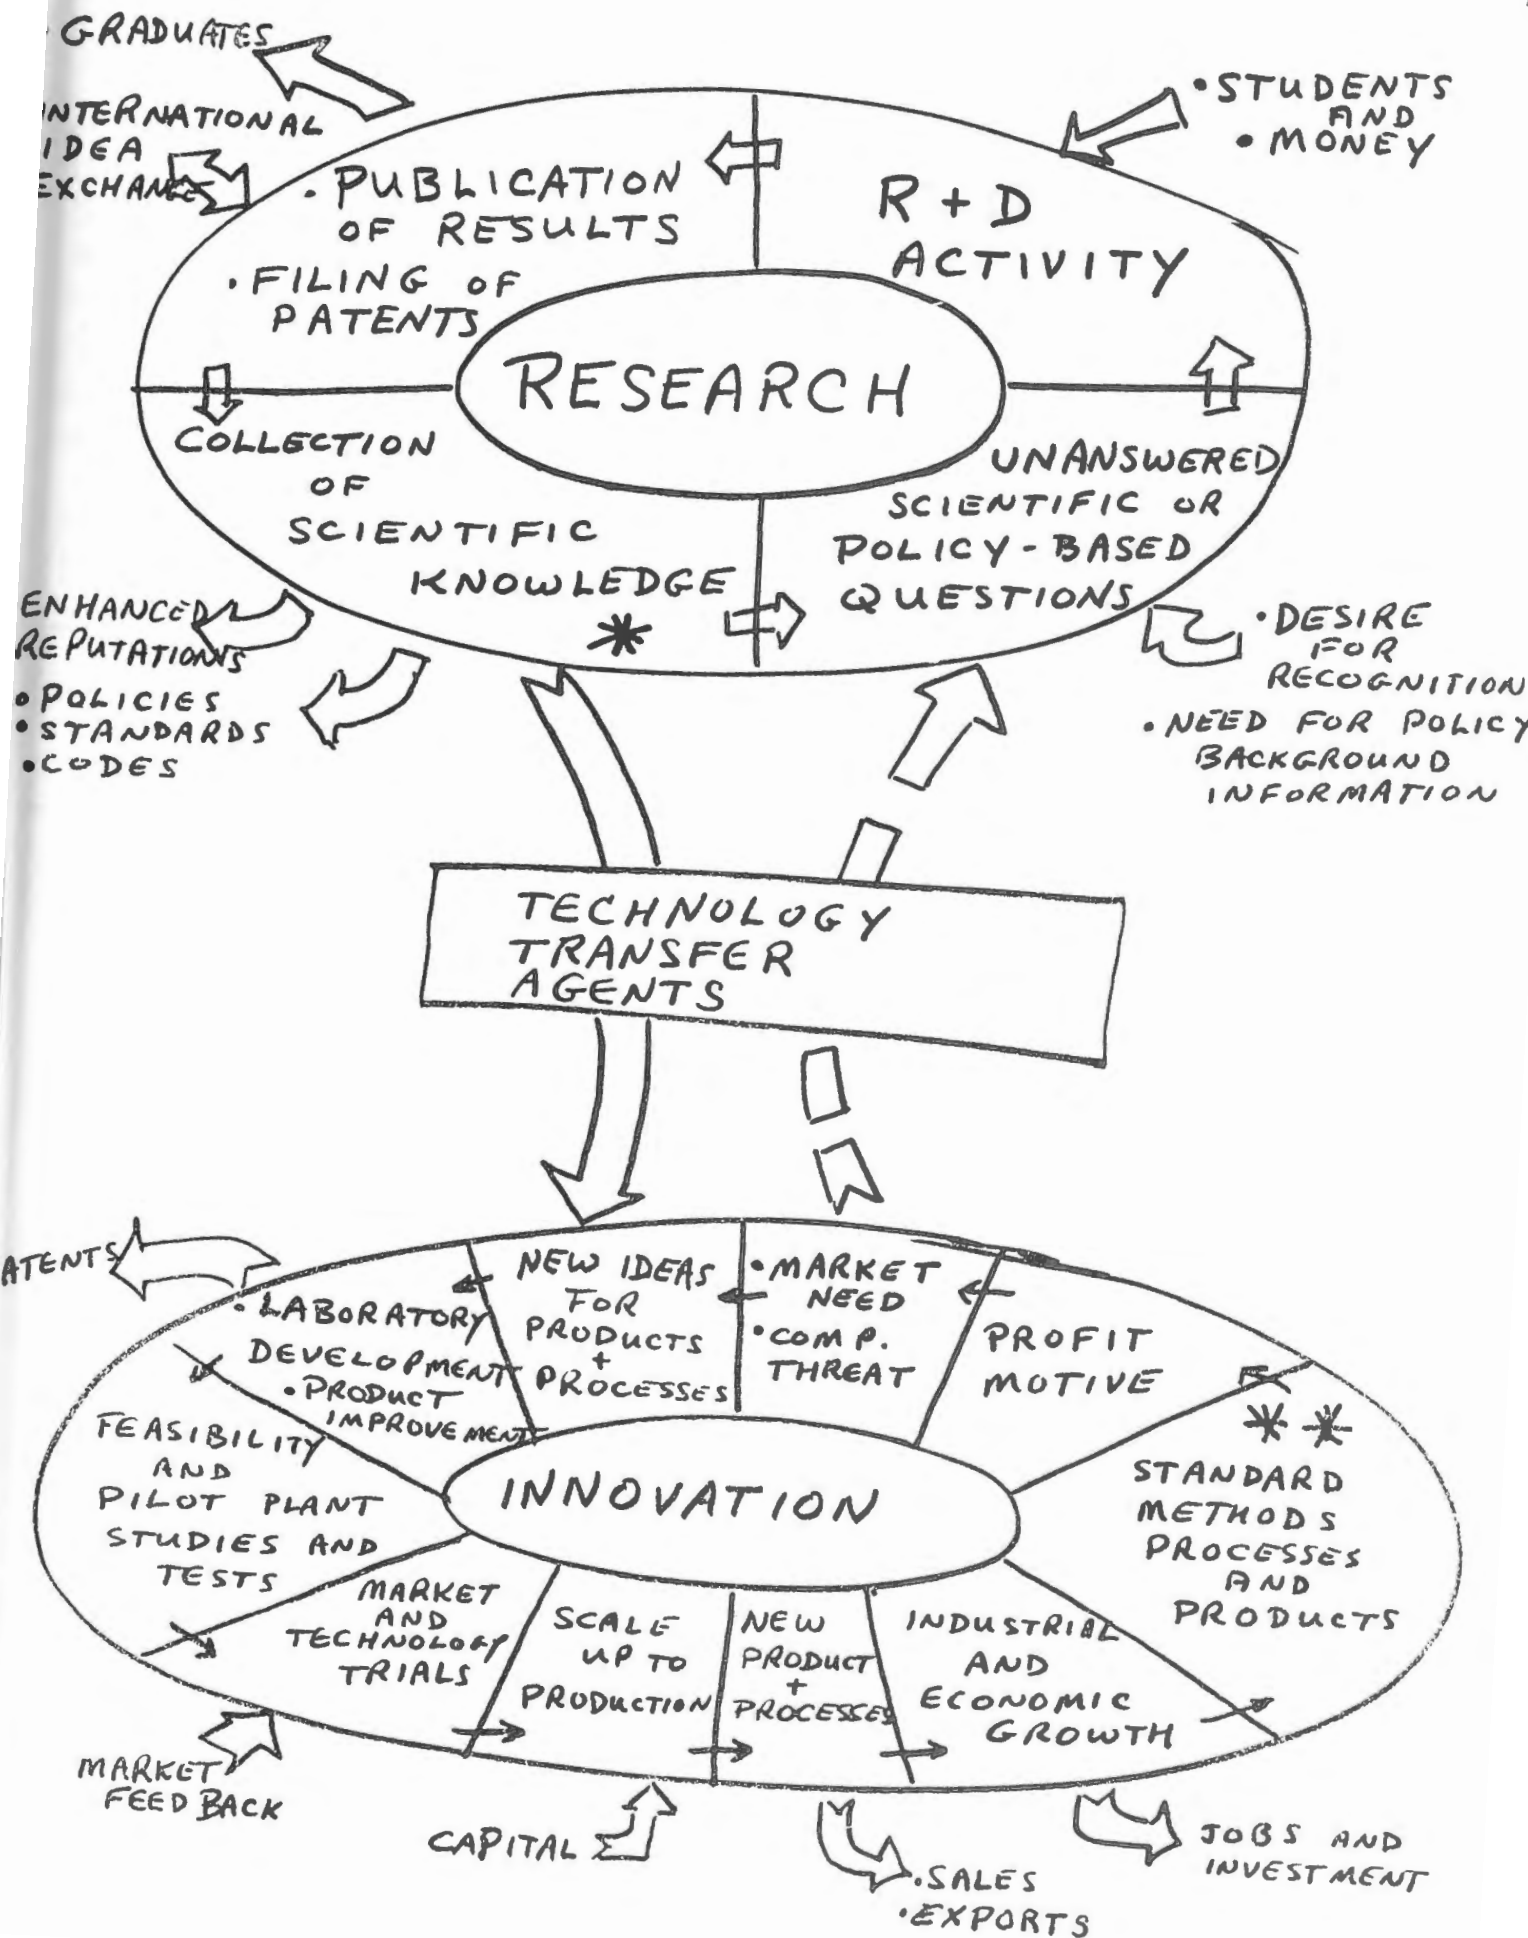 GRADUATES
INTERNATIONAL
IDEA
EXCHANGE
• STUDENTS
AND
• MONEY
• PUBLICATION
OF RESULTS
• FILING OF
PATENTS
R + D
ACTIVITY
RESEARCH
COLLECTION
OF
SCIENTIFIC
KNOWLEDGE
*
UNANSWERED
SCIENTIFIC OR
POLICY-BASED
QUESTIONS
ENHANCED
REPUTATIONS
• POLICIES
• STANDARDS
• CODES
• DESIRE
FOR
RECOGNITION
• NEED FOR POLICY
BACKGROUND
INFORMATION
TECHNOLOGY
TRANSFER
AGENTS
ATENTS
• LABORATORY
DEVELOPMENT
• PRODUCT
IMPROVEMENT
NEW IDEAS
FOR
PRODUCTS
+
PROCESSES
• MARKET
NEED
• COMP.
THREAT
PROFIT
MOTIVE
* *
STANDARD
METHODS
PROCESSES
AND
PRODUCTS
FEASIBILITY
AND
PILOT PLANT
STUDIES AND
TESTS
INNOVATION
MARKET
AND
TECHNOLOGY
TRIALS
SCALE
UP TO
PRODUCTION
NEW
PRODUCT
+
PROCESSES
INDUSTRIAL
AND
ECONOMIC
GROWTH
MARKET
FEED BACK
CAPITAL
• SALES
• EXPORTS
JOBS AND
INVESTMENT